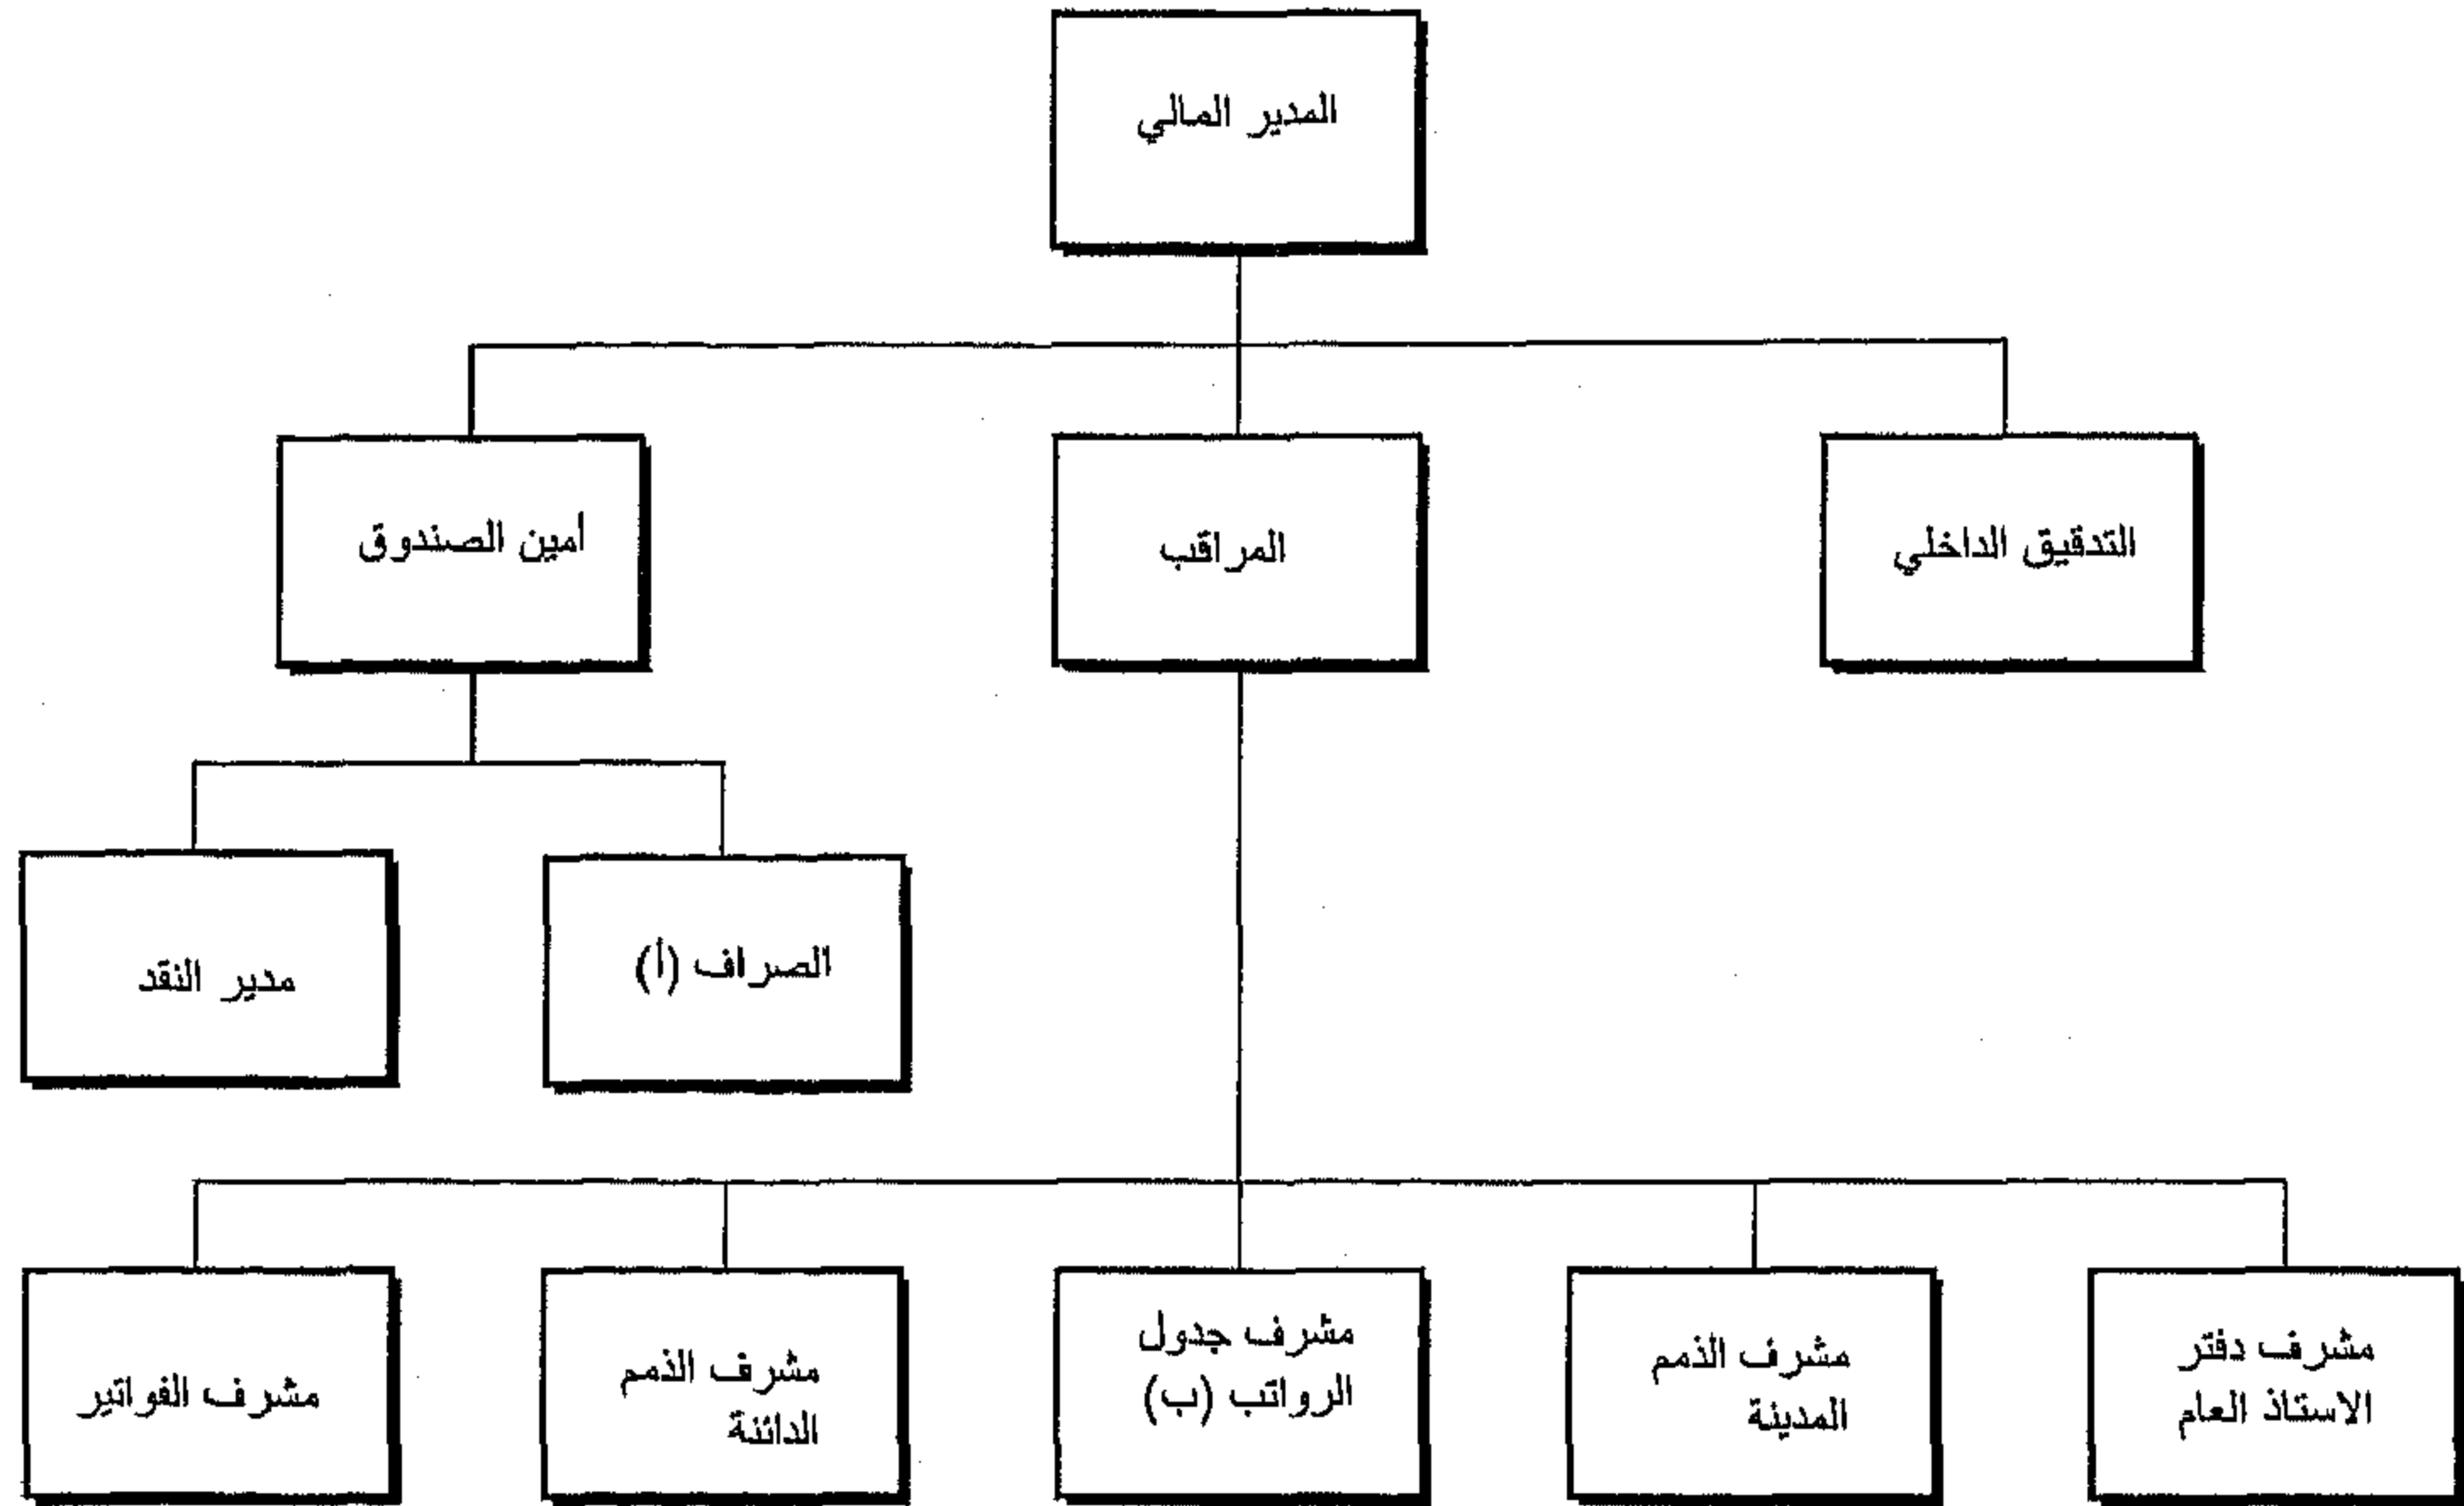 المدير المالي
التدقيق الداخلي
المراقب
امين الصندوق
الصراف (أ)
مدير النقد
مشرف دفتر
الاستاذ العام
مشرف الذمم
المدينة
مشرف جدول
الرواتب (ب)
مشرف الذمم
الدائنة
مشرف الفواتير